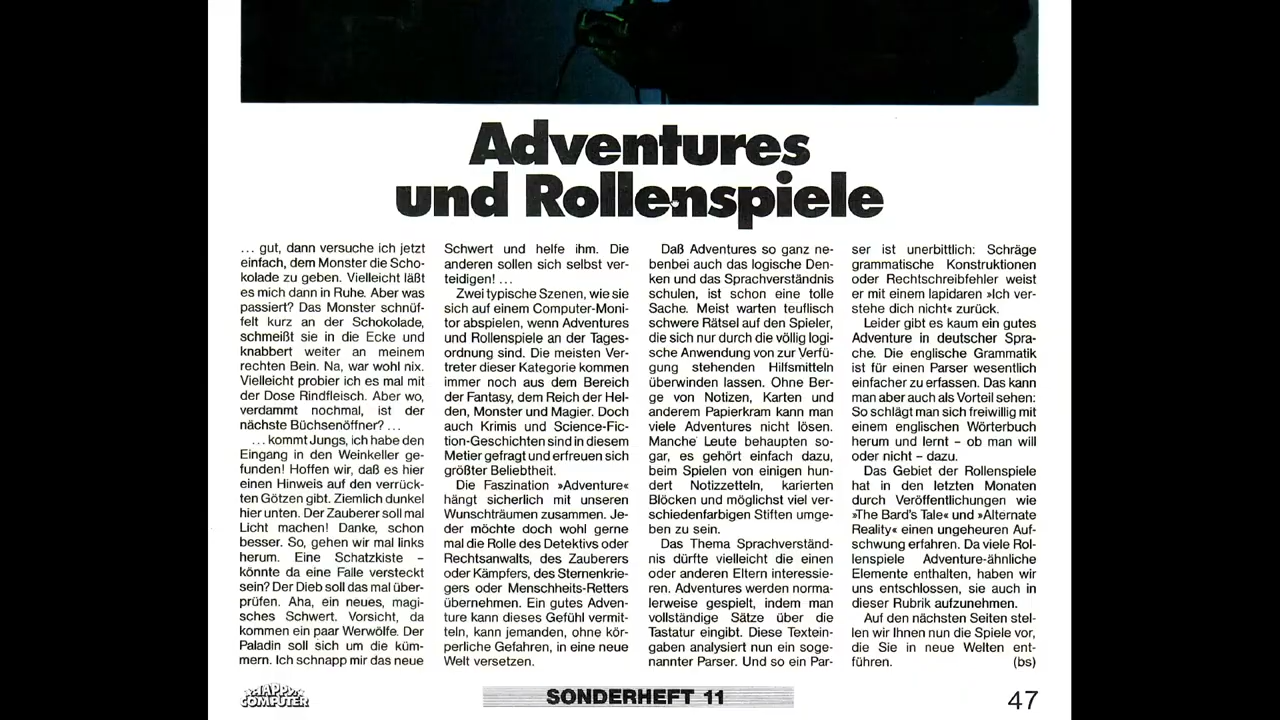 Adventures
und Rollenspiele
... gut, dann versuche ich jetzt
einfach, dem Monster die Scho-
kolade zu geben. Vielleicht läßt
es mich dann in Ruhe. Aber was
passiert? Das Monster schnüf-
felt kurz an der Schokolade,
schmeißt sie in die Ecke und
knabbert weiter an meinem
rechten Bein. Na, war wohl nix.
Vielleicht probier ich es mal mit
der Dose Rindfleisch. Aber wo,
verdammt nochmal, ist der
nächste Büchsenöffner? ...
... kommt Jungs, ich habe den
Eingang in den Weinkeller ge-
funden! Hoffen wir, daß es hier
einen Hinweis auf den verrück-
ten Götzen gibt. Ziemlich dunkel
hier unten. Der Zauberer soll mal
Licht machen! Danke, schon
besser. So, gehen wir mal links
herum. Eine Schatzkiste –
könnte da eine Falle versteckt
sein? Der Dieb soll das mal über-
prüfen. Aha, ein neues, magi-
sches Schwert. Vorsicht, da
kommen ein paar Werwölfe. Der
Paladin soll sich um die küm-
mern. Ich schnapp mir das neue
Schwert und helfe ihm. Die
anderen sollen sich selbst ver-
teidigen! ...
Zwei typische Szenen, wie sie
sich auf einem Computer-Moni-
tor abspielen, wenn Adventures
und Rollenspiele an der Tages-
ordnung sind. Die meisten Ver-
treter dieser Kategorie kommen
immer noch aus dem Bereich
der Fantasy, dem Reich der Hel-
den, Monster und Magier. Doch
auch Krimis und Science-Fic-
tion-Geschichten sind in diesem
Metier gefragt und erfreuen sich
größter Beliebtheit.
Die Faszination »Adventure«
hängt sicherlich mit unseren
Wunschträumen zusammen. Je-
der möchte doch wohl gerne
mal die Rolle des Detektivs oder
Rechtsanwalts, des Zauberers
oder Kämpfers, des Sternenkrie-
gers oder Menschheits-Retters
übernehmen. Ein gutes Adven-
ture kann dieses Gefühl vermit-
teln, kann jemanden, ohne kör-
perliche Gefahren, in eine neue
Welt versetzen.
Daß Adventures so ganz ne-
benbei auch das logische Den-
ken und das Sprachverständnis
schulen, ist schon eine tolle
Sache. Meist warten teuflisch
schwere Rätsel auf den Spieler,
die sich nur durch die völlig logi-
sche Anwendung von zur Verfü-
gung stehenden Hilfsmitteln
überwinden lassen. Ohne Ber-
ge von Notizen, Karten und
anderem Papierkram kann man
viele Adventures nicht lösen.
Manche Leute behaupten so-
gar, es gehört einfach dazu,
beim Spielen von einigen hun-
dert Notizzetteln, karierten
Blöcken und möglichst viel ver-
schiedenfarbigen Stiften umge-
ben zu sein.
Das Thema Sprachverständ-
nis dürfte vielleicht die einen
oder anderen Eltern interessie-
ren. Adventures werden norma-
lerweise gespielt, indem man
vollständige Sätze über die
Tastatur eingibt. Diese Textein-
gaben analysiert nun ein soge-
nannter Parser. Und so ein Par-
ser ist unerbittlich: Schräge
grammatische Konstruktionen
oder Rechtschreibfehler weist
er mit einem lapidaren »Ich ver-
stehe dich nicht« zurück.
Leider gibt es kaum ein gutes
Adventure in deutscher Spra-
che. Die englische Grammatik
ist für einen Parser wesentlich
einfacher zu erfassen. Das kann
man aber auch als Vorteil sehen:
So schlägt man sich freiwillig mit
einem englischen Wörterbuch
herum und lernt – ob man will
oder nicht – dazu.
Das Gebiet der Rollenspiele
hat in den letzten Monaten
durch Veröffentlichungen wie
»The Bard's Tale« und »Alternate
Reality« einen ungeheuren Auf-
schwung erfahren. Da viele Rol-
lenspiele Adventure-ähnliche
Elemente enthalten, haben wir
uns entschlossen, sie auch in
dieser Rubrik aufzunehmen.
Auf den nächsten Seiten stel-
len wir Ihnen nun die Spiele vor,
die Sie in neue Welten ent-
führen. (bs)
HAPPY
COMPUTER
SONDERHEFT 11
47